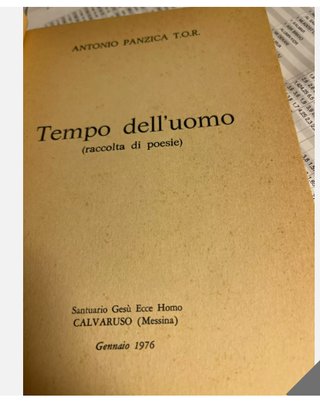 ANTONIO PANZICA T.O.R.
Tempo dell'uomo
(raccolta di poesie)
Santuario Gesù Ecce Homo
CALVARUSO (Messina)
Gennaio 1976